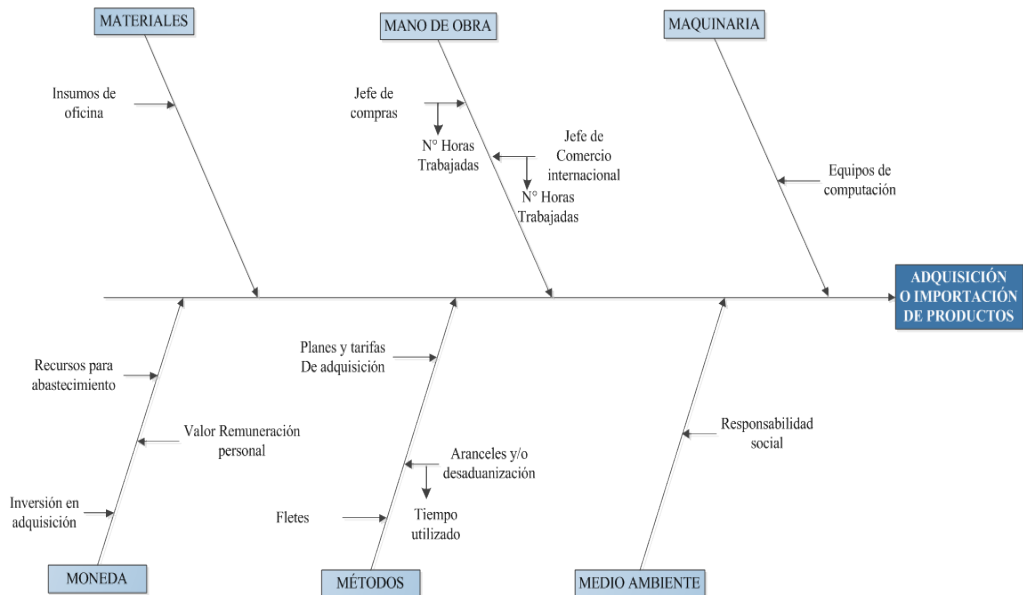 MATERIALES
MANO DE OBRA
MAQUINARIA
Insumos de
oficina
Jefe de
compras
N° Horas
Trabajadas
Jefe de
Comercio
internacional
N° Horas
Trabajadas
Equipos de
computación
ADQUISICIÓN
O IMPORTACIÓN
DE PRODUCTOS
Recursos para
abastecimiento
Valor Remuneración
personal
Inversión en
adquisición
Planes y tarifas
De adquisición
Aranceles y/o
desaduanización
Tiempo
utilizado
Fletes
Responsabilidad
social
MONEDA
MÉTODOS
MEDIO AMBIENTE